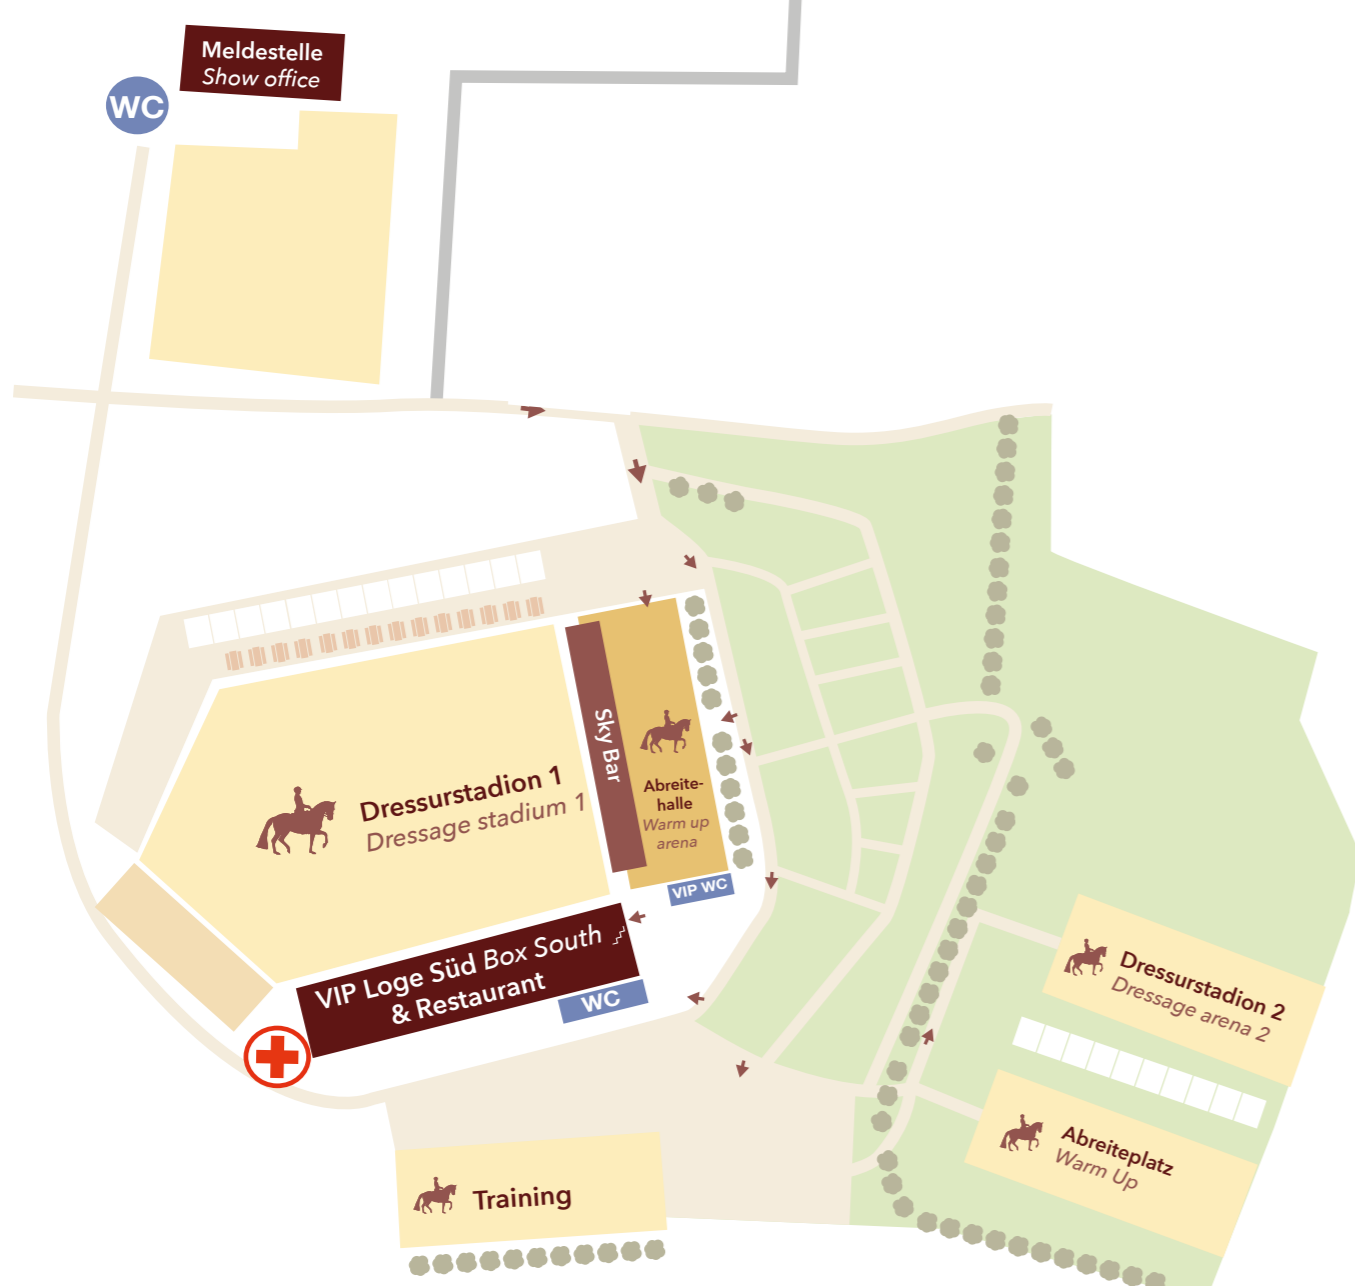 Meldestelle
Show office
WC
Sky Bar
Abreite-
halle
Warm up
arena
Dressurstadion 1
Dressage stadium 1
VIP WC
VIP Loge Süd Box South
& Restaurant
WC
Dressurstadion 2
Dressage arena 2
Abreiteplatz
Warm Up
Training